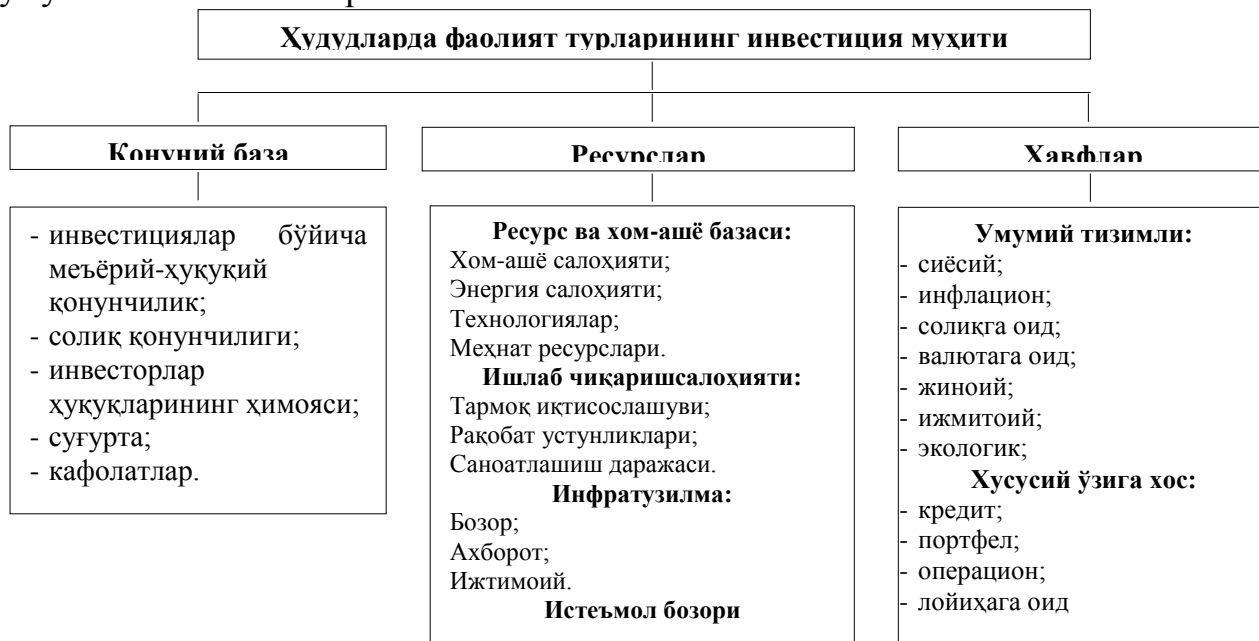 Ҳудудларда фаолият турларининг инвестиция муҳити
Қонуний база
Ресурслар
Хавфлар
- инвестициялар бўйича
меъёрий-ҳуқуқий
қонунчилик;
- солиқ қонунчилиги;
- инвесторлар
ҳуқуқларининг ҳимояси;
- суғурта;
- кафолатлар.
Ресурс ва хом-ашё базаси:
Хом-ашё салоҳияти;
Энергия салоҳияти;
Технологиялар;
Меҳнат ресурслари.
Ишлаб чиқаришсалоҳияти:
Тармоқ иқтисослашуви;
Рақобат устунликлари;
Саноатлашиш даражаси.
Инфратузилма:
Бозор;
Ахборот;
Ижтимоий.
Истеъмол бозори
Умумий тизимли:
- сиёсий;
- инфлацион;
- солиқга оид;
- валютага оид;
- жиноий;
- ижмитоий;
- экологик;
Хусусий ўзига хос:
- кредит;
- портфел;
- операцион;
- лойиҳага оид